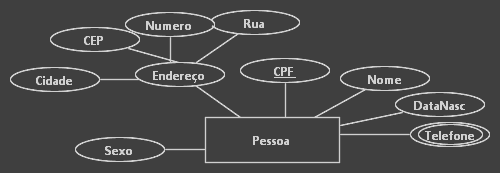 Numero
Rua
CEP
Cidade
Endereço
CPF
Nome
DataNasc
Telefone
Pessoa
Sexo